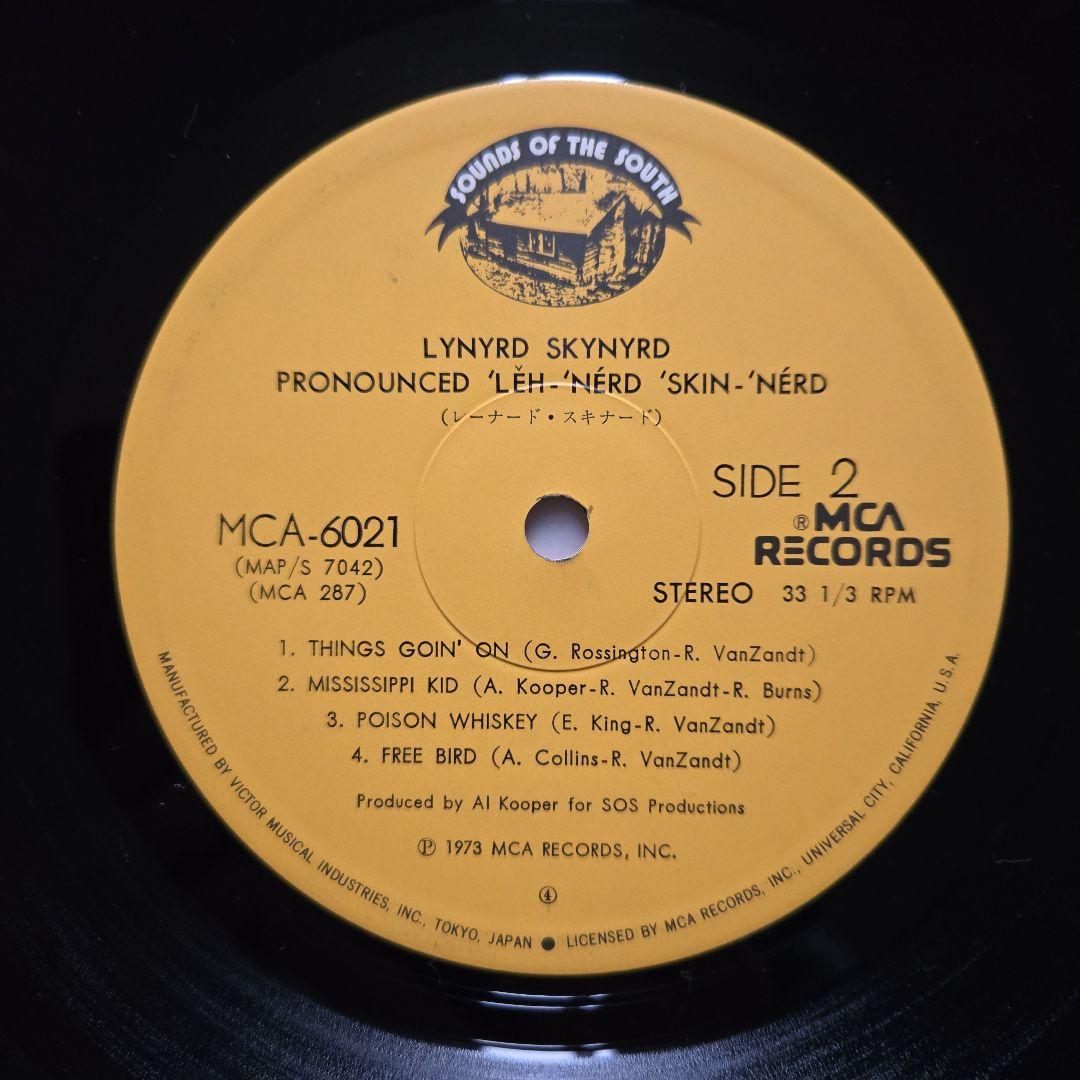 SOUNDS OF THE SOUTH
LYNYRD SKYNYRD
PRONOUNCED 'LĔH-'NÉRD 'SKIN-'NÉRD
(レーナード・スキナード)
SIDE 2
MCA-6021
® MCA RECORDS
(MAP/S 7042)
(MCA 287)
STEREO 33 1/3 RPM
1. THINGS GOIN' ON (G. Rossington-R. VanZandt)
2. MISSISSIPPI KID (A. Kooper-R. VanZandt-R. Burns)
3. POISON WHISKEY (E. King-R. VanZandt)
4. FREE BIRD (A. Collins-R. VanZandt)
Produced by Al Kooper for SOS Productions
℗ 1973 MCA RECORDS, INC.
④
MANUFACTURED BY VICTOR MUSICAL INDUSTRIES, INC., TOKYO, JAPAN ● LICENSED BY MCA RECORDS, INC., UNIVERSAL CITY, CALIFORNIA, U.S.A.